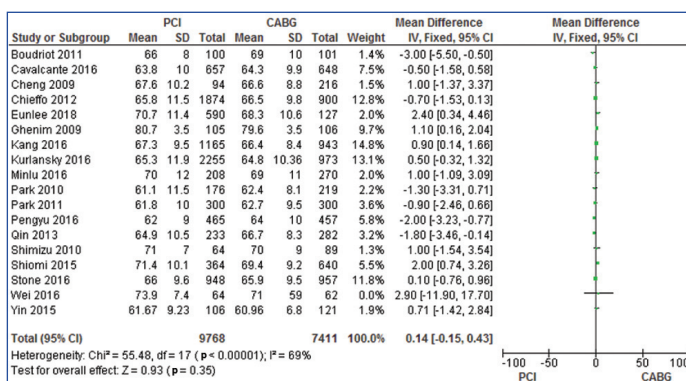 PCI CABG Mean Difference Mean Difference
Study or Subgroup Mean SD Total Mean SD Total Weight IV, Fixed, 95% CI IV, Fixed, 95% CI
Boudriot 2011 66 8 100 69 10 101 1.4% -3.00 [-5.50, -0.50]
Cavalcante 2016 63.8 10 657 64.3 9.9 648 7.5% -0.50 [-1.58, 0.58]
Cheng 2009 67.6 10.2 94 66.6 8.8 216 1.5% 1.00 [-1.37, 3.37]
Chieffo 2012 65.8 11.5 1874 66.5 9.8 900 12.8% -0.70 [-1.53, 0.13]
Eunlee 2018 70.7 11.4 590 68.3 10.6 127 2.1% 2.40 [0.34, 4.46]
Ghenim 2009 80.7 3.5 105 79.6 3.5 106 9.9% 1.10 [0.16, 2.04]
Kang 2016 67.3 9.5 1165 66.4 8.4 943 15.1% 0.90 [0.14, 1.66]
Kurlansky 2016 65.3 11.9 2255 64.8 10.36 973 13.1% 0.50 [-0.32, 1.32]
Minlu 2016 70 12 208 69 11 270 2.0% 1.00 [-1.09, 3.09]
Park 2010 61.1 11.5 176 62.4 8.1 219 2.2% -1.30 [-3.31, 0.71]
Park 2011 61.8 10 300 62.7 9.5 300 3.6% -0.90 [-2.46, 0.66]
Pengyu 2016 62 9 465 64 10 457 5.8% -2.00 [-3.23, -0.77]
Qin 2013 64.9 10.5 233 66.7 8.3 282 3.2% -1.80 [-3.46, -0.14]
Shimizu 2010 71 7 64 70 9 89 1.3% 1.00 [-1.54, 3.54]
Shiomi 2015 71.4 10.1 364 69.4 9.2 640 5.4% 2.00 [0.74, 3.26]
Stone 2016 66 9.6 948 65.9 9.5 957 11.6% 0.10 [-0.76, 0.96]
Wei 2016 73.9 7.4 64 71 59 62 0.0% 2.90 [-11.90, 17.70]
Yin 2015 61.67 9.23 106 60.96 6.8 121 1.9% 0.71 [-1.42, 2.84]
Total (95% CI) 9768 7411 100.0% 0.14 [-0.15, 0.43]
Heterogeneity: Chi² = 55.48, df = 17 (p < 0.00001); I² = 69%
Test for overall effect: Z = 0.93 (p = 0.35)
-100 -50 0 50 100
PCI CABG